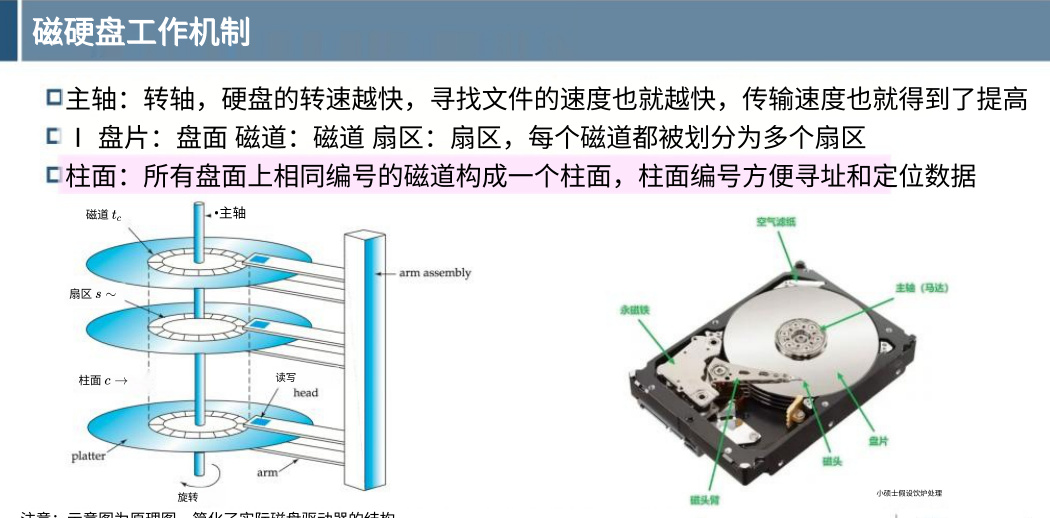 磁硬盘工作机制
主轴：转轴，硬盘的转速越快，寻找文件的速度也就越快，传输速度也就得到了提高
l 盘片：盘面 磁道：磁道 扇区：扇区，每个磁道都被划分为多个扇区
柱面：所有盘面上相同编号的磁道构成一个柱面，柱面编号方便寻址和定位数据
磁道 t_c
•主轴
arm assembly
扇区 s ～
柱面 c →
读写
head
platter
arm
旋转
空气滤纸
主轴（马达）
永磁铁
盘片
磁头
磁头臂
小硕士假设饮炉处理
注意：示意图为原理图，简化了实际磁盘驱动器的结构